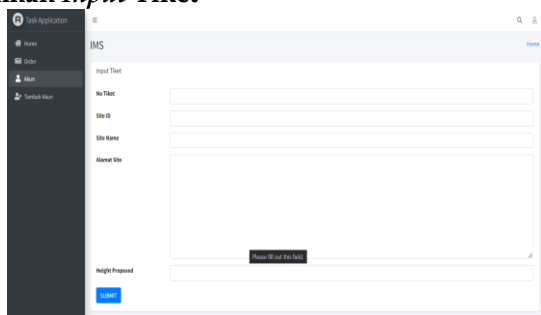 Input Tiket
Task Application
Home
IMS
Home
Order
Akun
Tambah Akun
Input Tiket
No Tiket
Site ID
Site Name
Alamat Site
Please fill out this field.
Height Proposed
SUBMIT